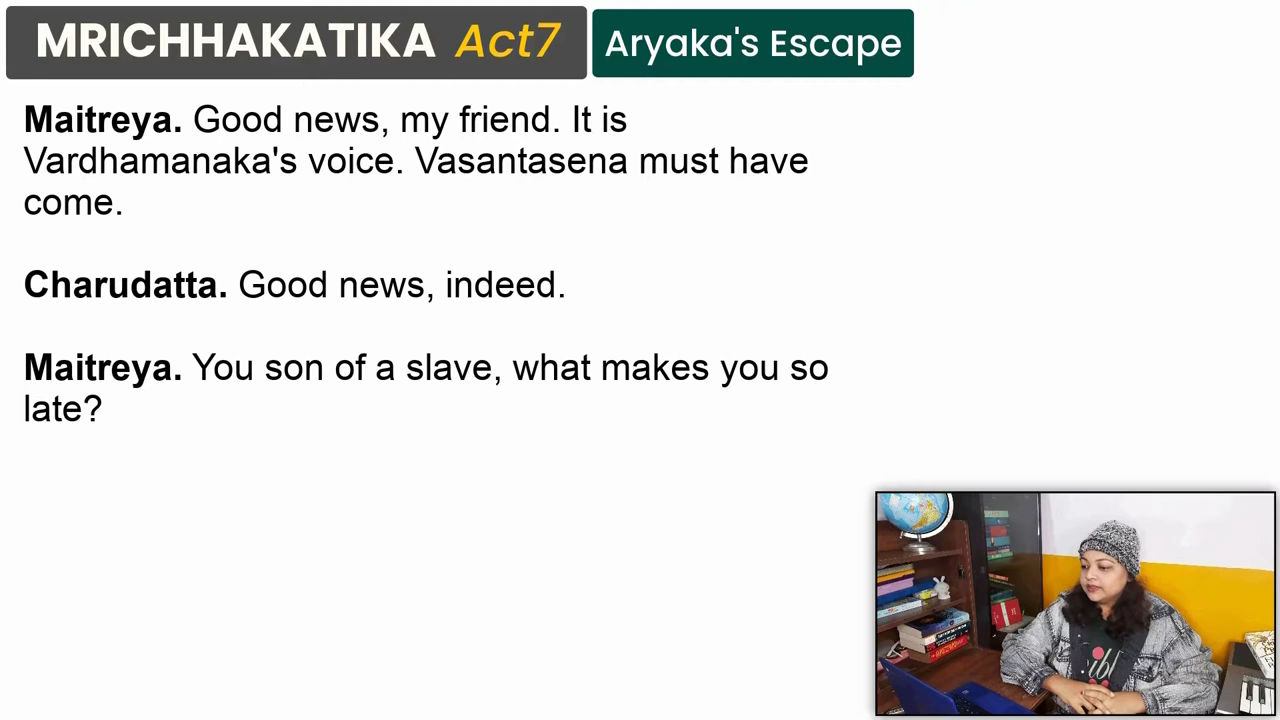 MRICHHAKATIKA Act7
Aryaka's Escape
Maitreya. Good news, my friend. It is
Vardhamanaka's voice. Vasantasena must have
come.
Charudatta. Good news, indeed.
Maitreya. You son of a slave, what makes you so
late?